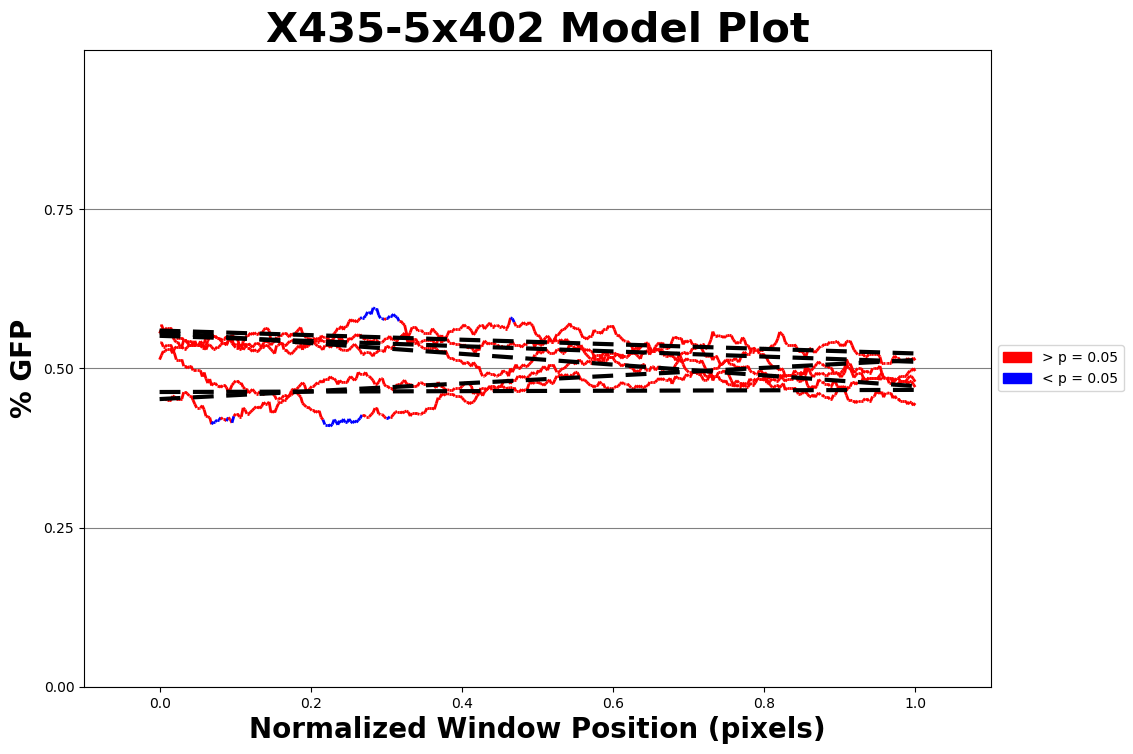 X435-5x402 Model Plot
% GFP
0.75
0.50
0.25
0.00
0.0 0.2 0.4 0.6 0.8 1.0
Normalized Window Position (pixels)
> p = 0.05
< p = 0.05